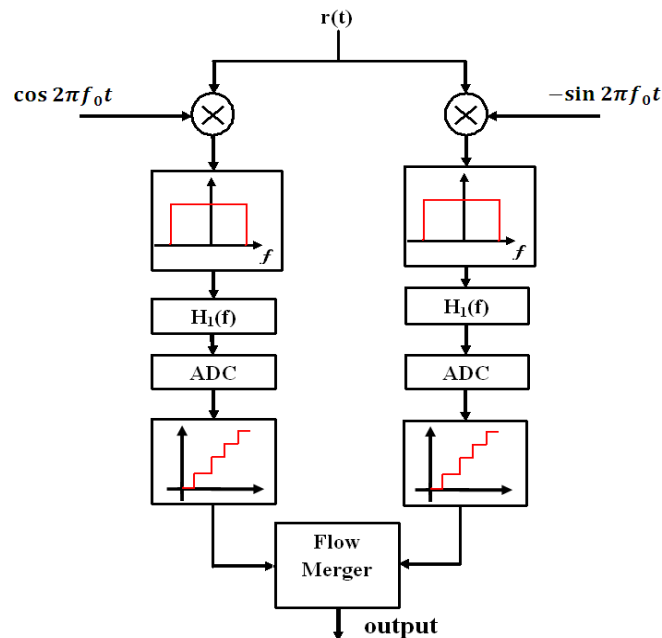 r(t)
cos 2πf₀t
−sin 2πf₀t
f
f
H₁(f)
H₁(f)
ADC
ADC
Flow
Merger
output